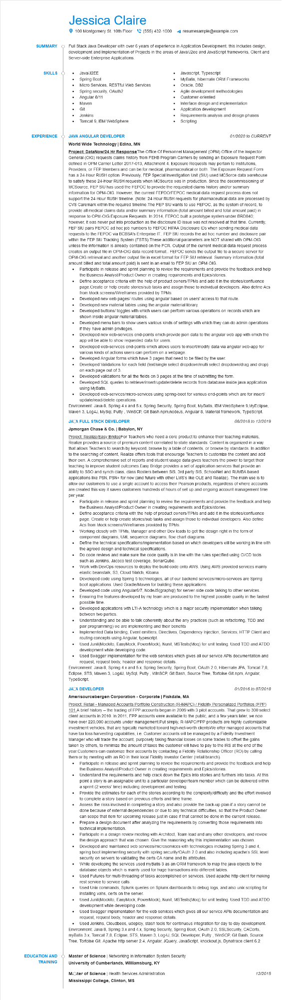 Jessica Claire
100 Montgomery St. 10th Floor (555) 432-1000 resumesample@example.com
SUMMARY
Full Stack Java Developer with over 6 years of experience in Application Development, this includes design,
development and Implementation of Projects in the areas of Java/J2ee and JavaScript frameworks, Client and
Server-side Enterprise Applications.
SKILLS
• Java/J2EE
• Spring Boot
• Micro Services, RESTful Web Services
• Spring security, OAuth2
• Angular 8/11
• Maven
• Git
• Jenkins
• Tomcat 9, IBM WebSphere
• Javascript, Typescript
• MyBatis, hibernate ORM Frameworks
• Oracle, DB2
• Agile development methodologies
• Customer-oriented
• Interface design and implementation
• Application development
• Requirements analysis and design phases
• Scripting
EXPERIENCE
JAVA ANGULAR DEVELOPER 01/2020 to CURRENT
World Wide Technology | Edina, MN
Project: DataNow/24 Hr ResponseThe Office Of Personnel Management (OPM) Office of the Inspector
General (OIG) requests claims history from FEHB Program Carriers by sending an Exposure Request Form
defined in OPM Carrier Letter 2017-013, Attachment 4. Exposure Requests may pertain to Institutions,
Providers, or FEP Members and can be for medical, pharmaceutical or both. The Exposure Request Form
has a 24-Hour RUSH option. Previously, FEP Special Investigation Unit (SIU) used MCSorce data warehouse
to satisfy these 24-Hour RUSH requests when MCSource was in production. Since the decommissioning of
MCSource, FEP SIU has used the FEPOC to provide the requested claims history and/or summary
information for OPM-OIG. However, the current FEPDO/FEPOC medical data request process does not
support the 24-Hour RUSH timeline. (Note: 24-Hour RUSH requests for pharmaceutical data are processed by
CVS Caremark within the required timeline.The FEP SIU wants to use FEPOC, as the system of record, to
provide all medical claims data and/or summary information (total amount billed and total amount paid) in
response to OPM-OIG Exposure Requests. In 2014, FEPOC built a prototype system under BRD040;
however, it was never put into production as the disclosure ID issue was not resolved at that time. Currently,
FEP SIU pairs FEPOC ad hoc job numbers to FEPOC HIPAA Disclosure IDs when sending medical data
requests to the FEPOC via BCBSA's Enterprise IT.. FEP SIU records the ad hoc number and disclosure pair
within the FEP SIU Tracking System (FSTS).These additional parameters are NOT shared with OPM-OIG
unless the information is already contained on the FCR. Output of the current medical data request process
creates an output file in OPM-OIG data record format.. FEPOC sends the output file to a secure server for
OPM-OIG retrieval and another output file in excel format for FEP SIU retrieval. Summary information (total
amount billed and total amount paid) is sent in an email to FEP SIU an OPM-OIG.
• Participate in release and sprint planning to review the requirements and provide the feedback and help
the Business Analyst/Product Owner in creating requirements and Epics/stories.
• Define acceptance criteria with the help of product owners/TPMs and add it in the stories/confluence
page.Create or help create stories/sub tasks and assign those to individual developers. Also define Acs
from Mock screens/Wireframes provided by TPMs.
• Developed new web pages/ routes using angular based on users' access to that route.
• Developed new material tables using the angular material library.
• Developed buttons/ toggles with which users can perform various operations on records which are
shown inside angular material tables.
• Developed menu bars to show users various kinds of settings with which they can do admin operations
if they have admin privileges.
• Developed new web-services end-points which provide json data to the angular web app with which the
app will be able to show requested data for users.
• Developed web-services end-points which allows users to insert/modify data via angular web-app for
various kinds of actions users can perform on a webpage.
• Developed Angular forms which have 3 pages that need to be filled by the user.
• Developed Validations for each field (text/single select dropdown/multi select dropdown/drag and drop)
on each page out of 3.
• Developed validations for all the fields on 3 pages at the time of submitting the form.
• Developed SQL queries to retrieve/insert/update/delete records from database inside java application
using MyBatis.
• Developed web-services/micro-services using spring-boot for various end-points which are for insert/
update/read/delete operations.
Environment: Java 8, Spring 4.x and 5.x, Spring Security, Spring Boot, MyBatis, IBM WebSphere 9,MyEclipse,
Maven 3, Log4J, MySql, Putty , WinSCP, Git Bash.npm,nodeJs, Angular 8, Material framework, TypeScript.
JAVA FULL STACK DEVELOPER 08/2018 to 12/2019
Jpmorgan Chase & Co. | Babylon, NY
Project: Realize/Easy BridgeFor Teachers who need a core product to enhance their teaching materials,
Realize provides a source of premium content correlated to state standards. Content is organized in a way
that allows Teachers to search by keyword, browse by a table of contents, or browse by standards. In addition
to the searching of content, Realize offers tools that encourage Teachers to customize the content and add
their own. A comprehensive set of reports and student usage data gives teachers the power to target their
teaching to improve student outcomes.Easy Bridge provides a set of application services that provide an
ability to SSO and synch class, class Rosters between SIS, 3rd party SIS, SchoolNet and RUMBA based
applications like PSN, PSN+ for now (and future with other LMS's like OLE and Realize). The main use is to
allow our customers to use a single account to access their Pearson products, regardless of where accounts
are created this way it saves customers hundreds of hours of set up and ongoing account management time
per year.
• Participate in release and sprint planning to review the requirements and provide the feedback and help
the Business Analyst/Product Owner in creating requirements and Epics/stories.
• Define acceptance criteria with the help of product owners/TPMs and add it in the stories/confluence
page. Create or help create stories/sub tasks and assign those to individual developers. Also define
Acs from Mock screens/Wireframes provided by TPMs.
• Working closely with TPMs, Manager and other Dev leads to get the design right in the form of
component diagrams, UML sequence diagrams, flow chart diagrams.
• Define the technical specifications/implementation based on which developers will be working in line with
the agreed design and technical specifications.
• Do code reviews and make sure the code quality is in line with the rules specified using CI/CD tools
such as Jenkins, Jacoco test coverage, SonarQube.
• Work with DevOps resources to deploy the build code onto AWS. Using AWS provided services mainly
elastic beanstalk, S3, Cloud Watch, Kibana.
• Developed code using Spring 5 technologies, all of our backend services/micro-services are Spring
boot applications. Used Gradle/Maven for building these applications.
• Developed code using Angular6/7, NodeJS(graphql) for server-side code talking to other services.
• Ensuring the features developed by my team are produced to the highest possible quality in the fastest
possible time.
• Developed applications with LTI-A technology which is a major security implementation when talking
between two parties.
• Understanding and be able to talk coherently about the any practices (such as refactoring, TDD and
pair programming) we are implementing and their benefits
• Implemented Data binding, Event emitters, Directives, Dependency Injection, Services, HTTP Client and
routing concepts using Angular, typescript.
• Used Junit(Mockito, EasyMock, PowerMock), Nunit, MSTests(Moq) for unit testing. Used TDD and ATDD
development while developing code.
• Used Swagger implementation for the web services which gives all our service APIs documentation and
request, request body, header and response details.
Environment: Java 8, Spring 4.x and 5.x, Spring Security, Spring Boot, OAuth 2.0, Hibernate JPA, Tomcat 7,8,
Eclipse, STS, Maven 3, Log4J, MySql, Putty , WinSCP, Git Bash, Source Tree, Tortoise Git.npm, Angular,
TypeScript.
JAVA DEVELOPER 01/2016 to 07/2018
Amerisourcebergen Corporation - Corporate | Fiskdale, MA
Project: Retail - Managed Accounts Portfolio Construction (R-MAPC) / Fidelity Personalized Portfolios (FPP)
101.A brief history – the trading of FPP accounts began in 2009 with 3 pilot accounts. That grew to 300 select
client accounts in 2010. In 2011, FPP accounts were available to the public, and a few years later, we now
have over 220,000 accounts under management.Put simply, R-MAPC/FPP products are highly customizable
investment vehicles, that are typically marketed toward high-net-worth clientsWe offer managed accounts that
have tax loss harvesting capabilities, i.e. Customer accounts will be managed by a Fidelity Investment
Manager who will trade the account, purposely taking financial losses on some trades to offset the gains
taken by others, to minimize the amount of taxes the customer will have to pay to the IRS at the end of the
year.Customers can customize their accounts by contacting a Fidelity Relationship Officer (RO) by calling
them or by meeting with an RO in their local Fidelity Investor Center (retail branch).
• Participate in release and sprint planning to review the requirements and provide the feedback and help
the Business Analyst/Product Owner in creating requirements and Epics/stories.
• Understand the requirements and help crack down the Epics into stories and furthers into tasks. At this
point a story is an assignable unit to a particular developer/team member which can be delivered within
a sprint (2 weeks' time) including development and testing.
• Provide the estimates for each of the stories according to the complexity/difficulty and the effort involved
to complete a story based on previous efforts and time frame.
• Assess the risks involved in completing a story and also provide the back-up plan if a story cannot be
done because of external dependencies or due to any technical difficulties, so that the Product Owner
can scope that item for upcoming release just in case if that cannot be done in the current release.
• Prepare a design document after analyzing the requirements by converting those requirements into
technical implementation.
• Participate in a design review meeting with Architect, Team lead and any other developers, and review
the design approach that was chosen. Give the reasoning why this implementation was chosen.
• Developed and maintained web services/microservices with technologies including Spring 3 and 4,
spring boot implementing security with spring security/OAuth 2.0 and also including apache's SSL level
security on servers to validating the certs CA name and its attributes.
• While developing the services used myBatis 3 as an ORM framework to map the java objects to the
database objects which is mainly used for huge transactions into different tables.
• Used Futures for multi-threading of tasks accomplished on services. Used apache http client for making
rest service to service calls.
• Used Unix commands, Splunk queries on Splunk dashboards to debug logs, and also unix scripting for
installing vahs, certs on the server.
• Used Junit(Mockito, EasyMock, PowerMock), Nunit, MSTests(Moq) for unit testing. Used TDD and ATDD
development while developing code.
• Used Swagger implementation for the web services which gives all our service APIs documentation and
request, request body, header and response details.
• Used Jenkins, Cloudbees, udeploy, stash tools for continuous integration for day to day development.
Environment: Java 8, Spring 3.x and 4.x, Spring Security, Spring Boot, OAuth 2.0, SSLSecurity, CACerts,
myBatis 3.x, Tomcat 7,8, Eclipse, STS, Maven 3, Log4J, SQL Developer, Putty , WinSCP, Git Bash, Source
Tree, Tortoise Git. Apache http server 2.4, Angular, JQuery, JavaScript, knockout.js, Dynatrace client 6.2
EDUCATION AND
TRAINING
Master of Science | Networking in Information System Security
University of Cumberlands, Williamsburg, KY
Master of Science | Health Services Administration 12/2015
Mississippi College, Clinton, MS